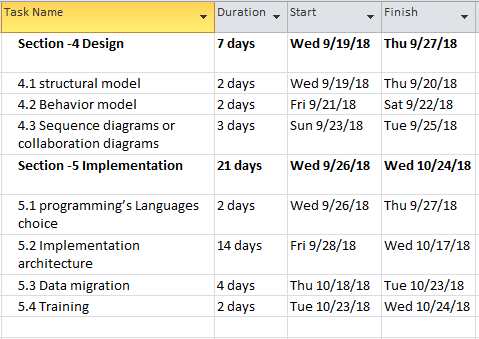 Task Name Duration Start Finish
Section -4 Design 7 days Wed 9/19/18 Thu 9/27/18
4.1 structural model 2 days Wed 9/19/18 Thu 9/20/18
4.2 Behavior model 2 days Fri 9/21/18 Sat 9/22/18
4.3 Sequence diagrams or 3 days Sun 9/23/18 Tue 9/25/18
collaboration diagrams
Section -5 Implementation 21 days Wed 9/26/18 Wed 10/24/18
5.1 programming’s Languages 2 days Wed 9/26/18 Thu 9/27/18
choice
5.2 Implementation 14 days Fri 9/28/18 Wed 10/17/18
architecture
5.3 Data migration 4 days Thu 10/18/18 Tue 10/23/18
5.4 Training 2 days Tue 10/23/18 Wed 10/24/18